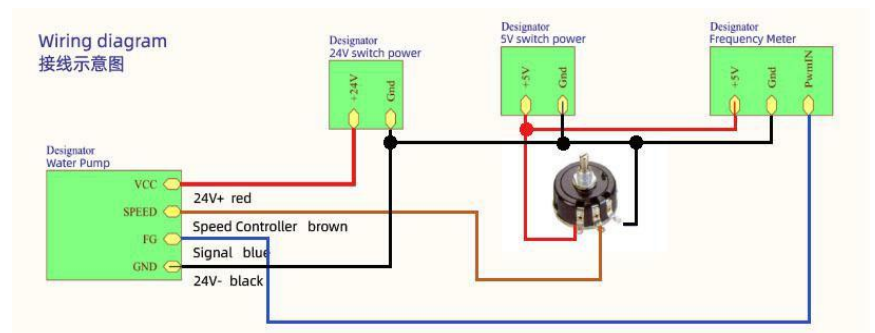 Wiring diagram
接线示意图
Designator
24V switch power
+24V
Gnd
Designator
5V switch power
+5V
Gnd
Designator
Frequency Meter
+5V
Gnd
PwmIN
Designator
Water Pump
VCC
24V+ red
SPEED
Speed Controller brown
FG
Signal blue
GND
24V- black